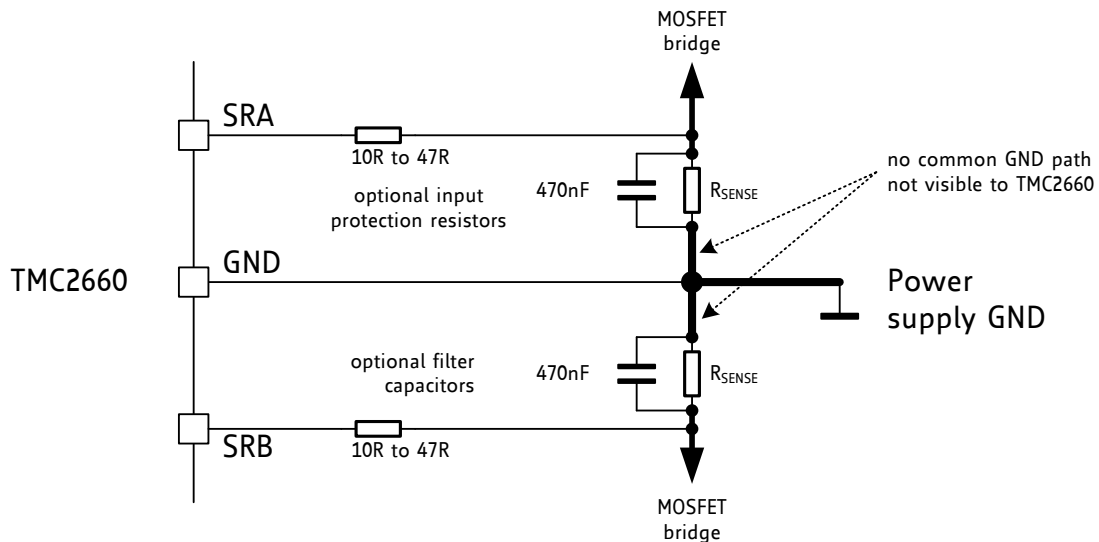 MOSFET
bridge
SRA
10R to 47R
optional input
protection resistors
470nF
RSENSE
no common GND path
not visible to TMC2660
TMC2660
GND
Power
supply GND
optional filter
capacitors
470nF
RSENSE
SRB
10R to 47R
MOSFET
bridge